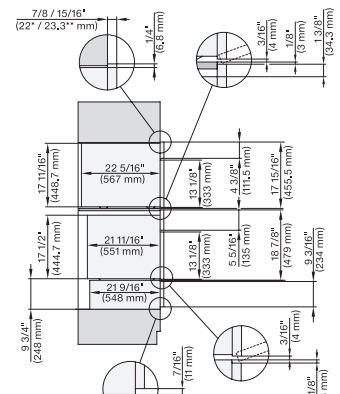 7/8 / 15/16"
(22* / 23.3** mm)
1/4"
(6.8 mm)
3/16"
(4 mm)
1/8"
(3 mm)
1 3/8"
(34.3 mm)
17 11/16"
(448.7 mm)
22 5/16"
(567 mm)
13 1/8"
(333 mm)
4 3/8"
(111.5 mm)
17 15/16"
(455.5 mm)
17 1/2"
(444.7 mm)
21 11/16"
(551 mm)
13 1/8"
(333 mm)
5 5/16"
(135 mm)
18 7/8"
(479 mm)
9 3/16"
(234 mm)
21 9/16"
(548 mm)
9 3/4"
(248 mm)
7/16"
(11 mm)
3/16"
(4 mm)
1/8"
mm)